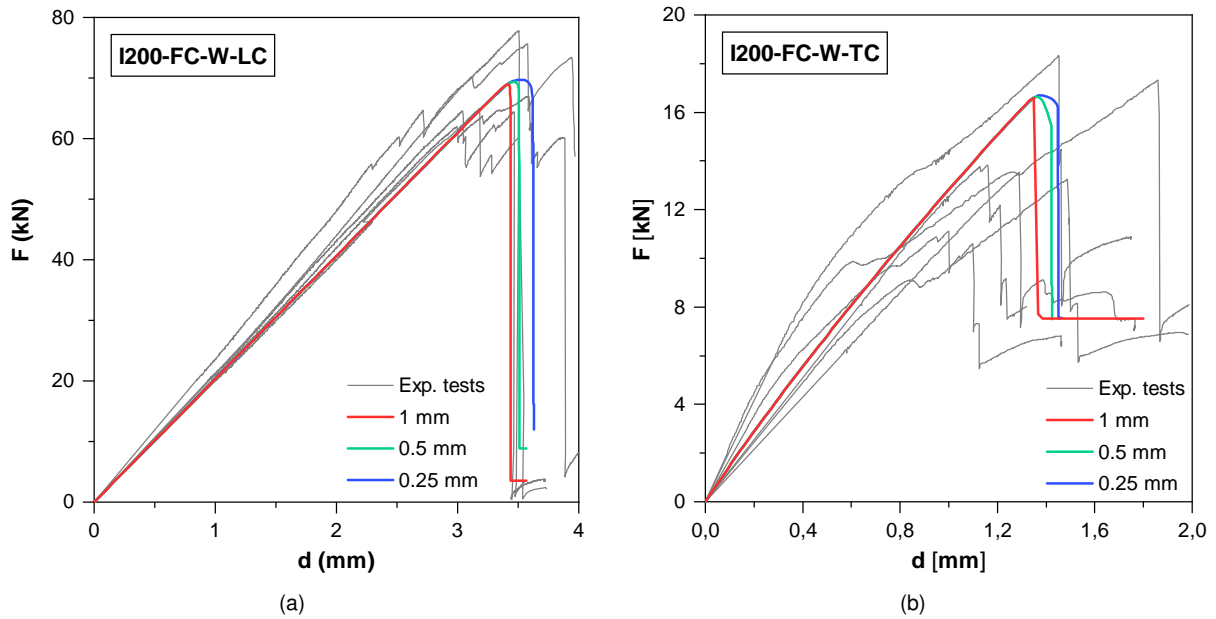 I200-FC-W-LC
F (kN)
80
60
40
20
0
Exp. tests
1 mm
0.5 mm
0.25 mm
0 1 2 3 4
d (mm)
(a)
I200-FC-W-TC
F [kN]
20
16
12
8
4
0
Exp. tests
1 mm
0.5 mm
0.25 mm
0,0 0,4 0,8 1,2 1,6 2,0
d [mm]
(b)